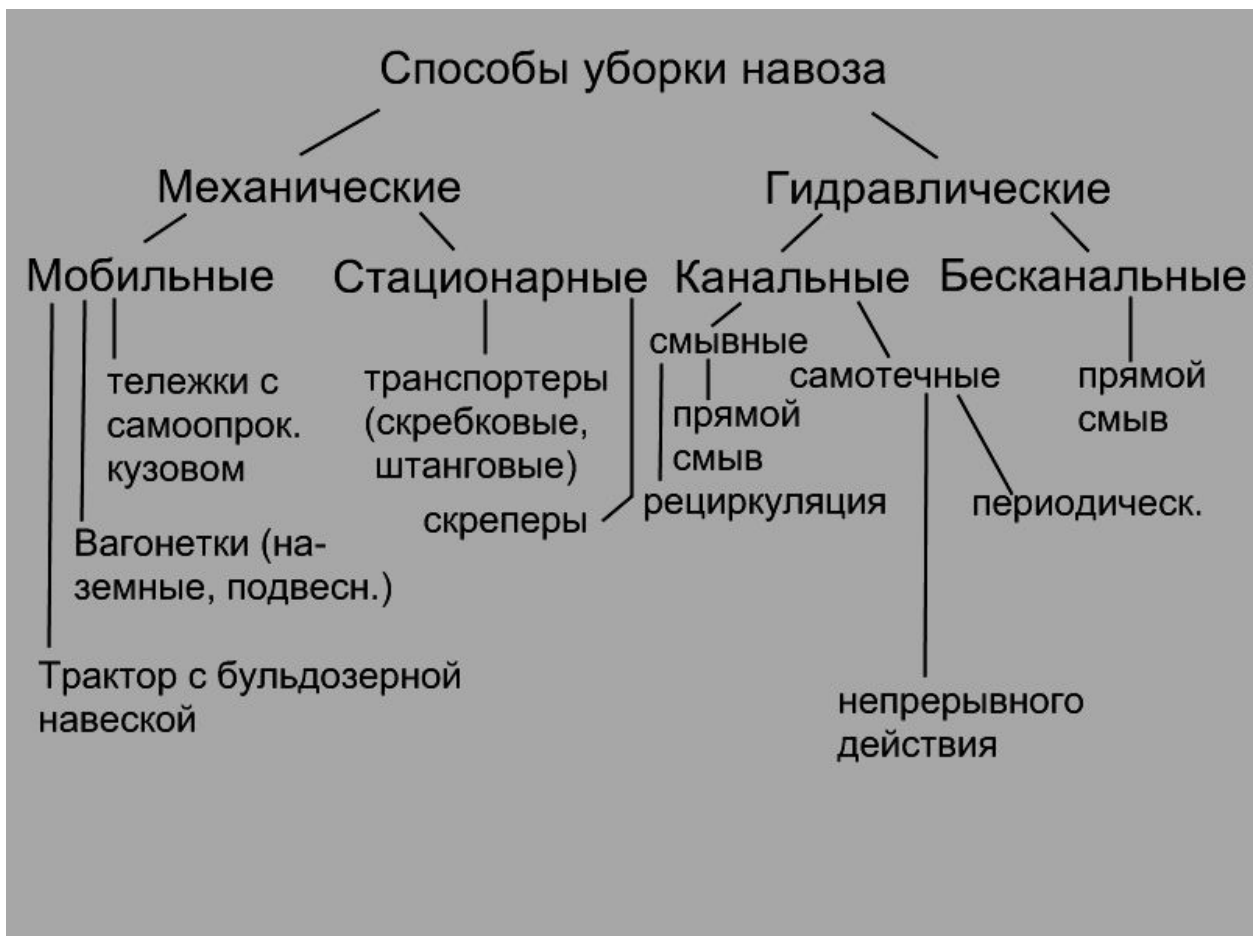 Способы уборки навоза
Механические
Гидравлические
Мобильные
Стационарные
Канальные
Бесканальные
тележки с
самоопрок.
кузовом
Вагонетки (на-
земные, подвесн.)
Трактор с бульдозерной
навеской
транспортеры
(скребковые,
штанговые)
скреперы
смывные
прямой
смыв
рециркуляция
самотечные
периодическ.
непрерывного
действия
прямой
смыв